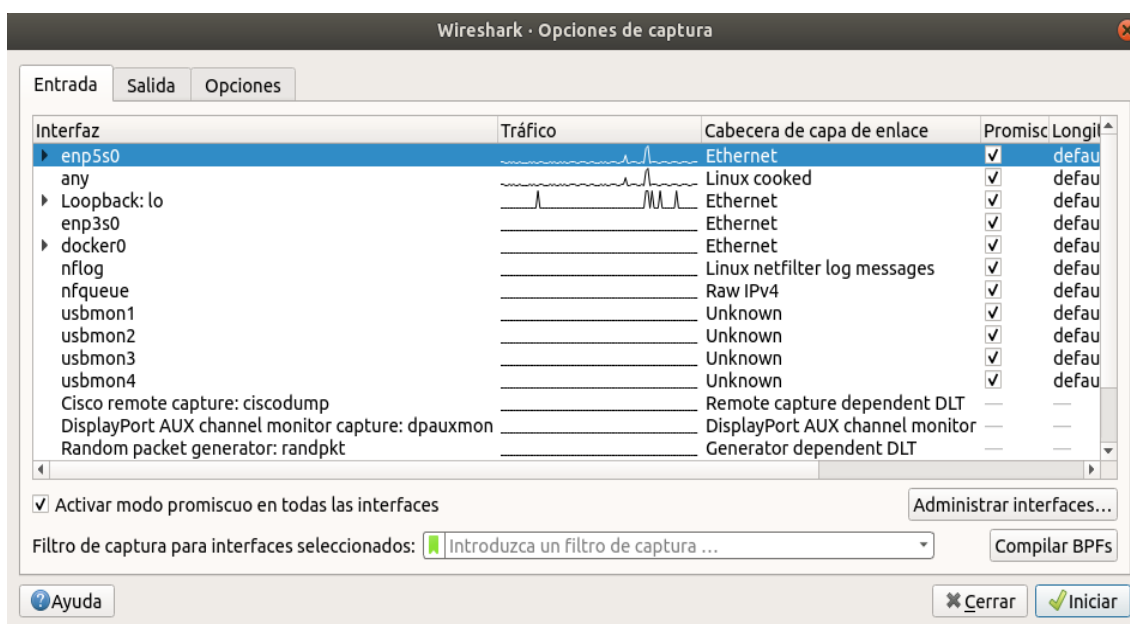 Wireshark · Opciones de captura
Entrada Salida Opciones
Interfaz Tráfico Cabecera de capa de enlace Promisc Longit
enp5s0 Ethernet defau
any Linux cooked defau
Loopback: lo Ethernet defau
enp3s0 Ethernet defau
docker0 Ethernet defau
nflog Linux netfilter log messages defau
nfqueue Raw IPv4 defau
usbmon1 Unknown defau
usbmon2 Unknown defau
usbmon3 Unknown defau
usbmon4 Unknown defau
Cisco remote capture: ciscodump Remote capture dependent DLT — —
DisplayPort AUX channel monitor capture: dpauxmon DisplayPort AUX channel monitor — —
Random packet generator: randpkt Generator dependent DLT — —
Activar modo promiscuo en todas las interfaces Administrar interfaces...
Filtro de captura para interfaces seleccionados: Introduzca un filtro de captura ... Compilar BPFs
Ayuda Cerrar Iniciar